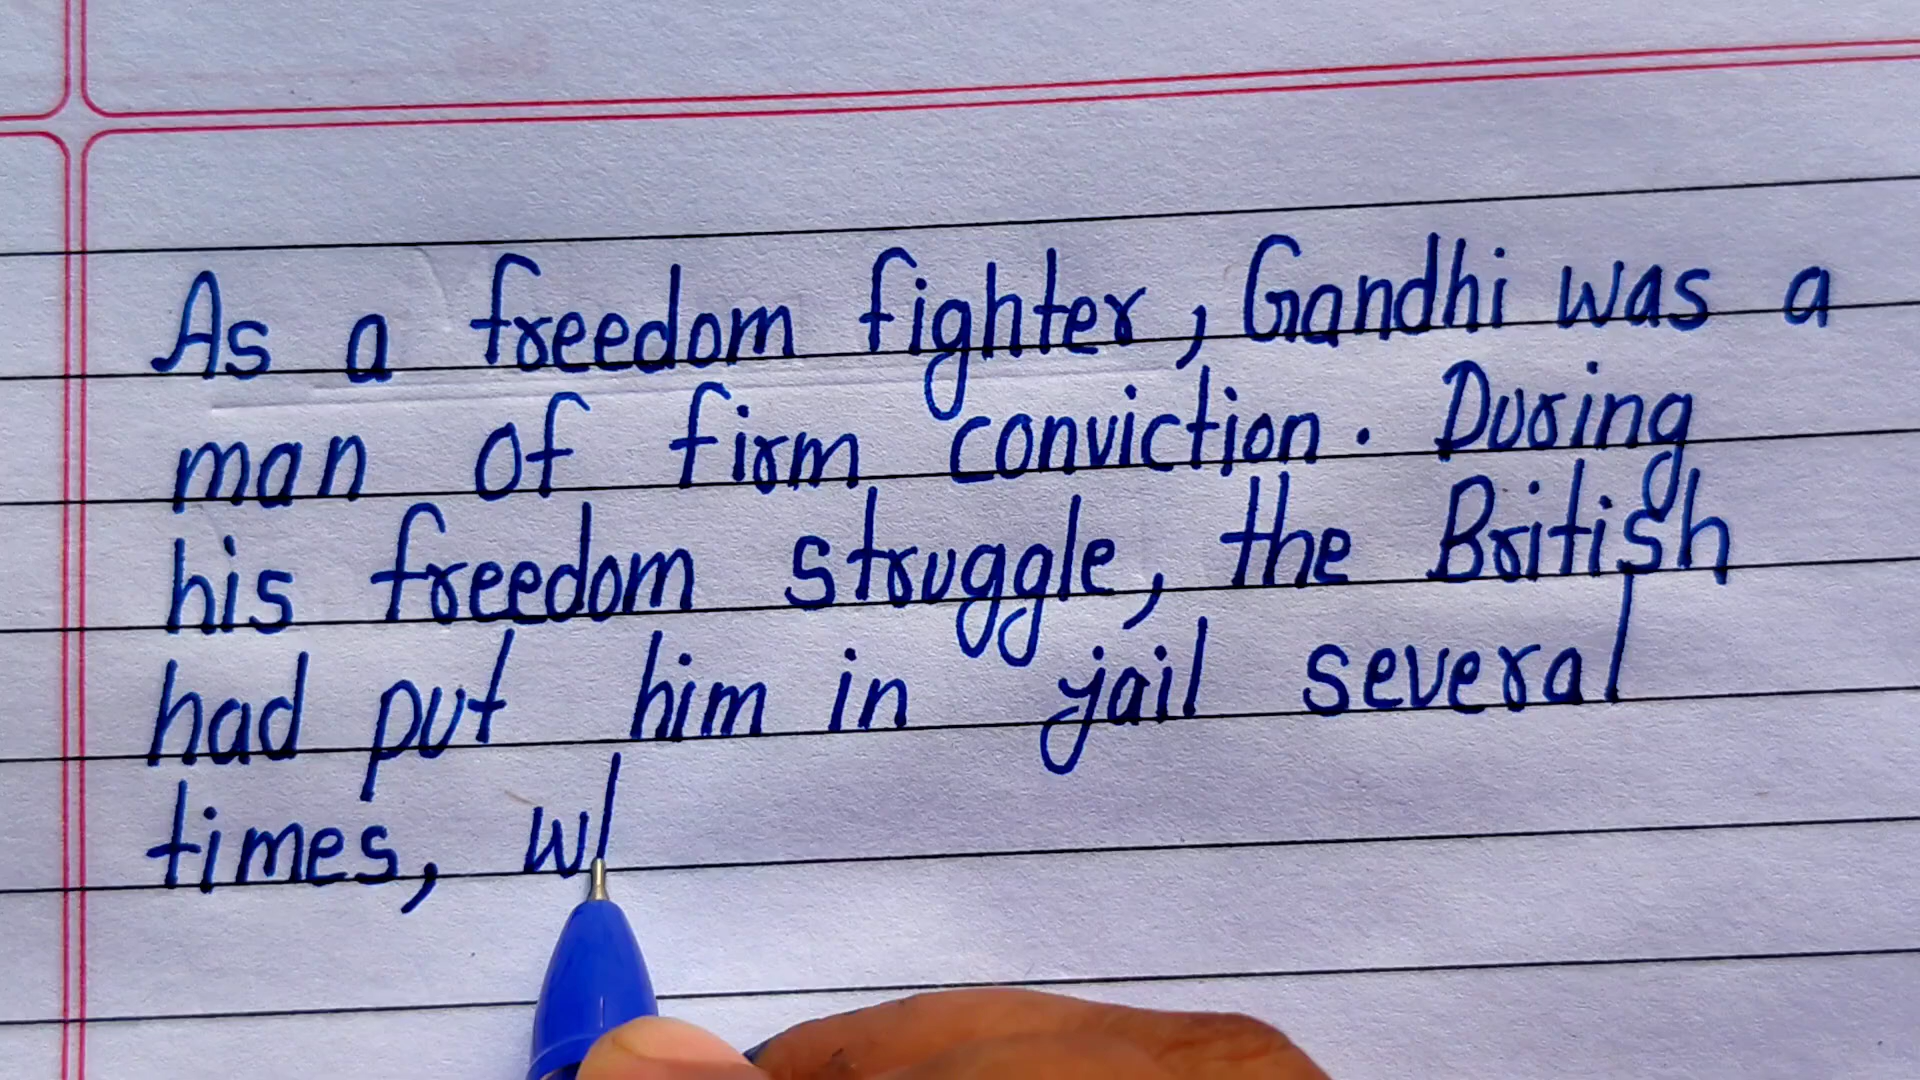 As a freedom fighter, Gandhi was a
man of firm conviction. During
his freedom struggle, the British
had put him in jail several
times,